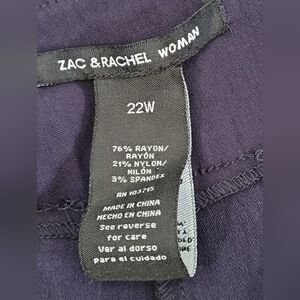 ZAC & RACHEL WOMAN
22W
76% RAYON/
RAYÓN
21% NYLON/
NILÓN
3% SPANDEX
RN 103715
MADE IN CHINA
HECHO EN CHINA
See reverse
for care
Ver al dorso
para el cuidado